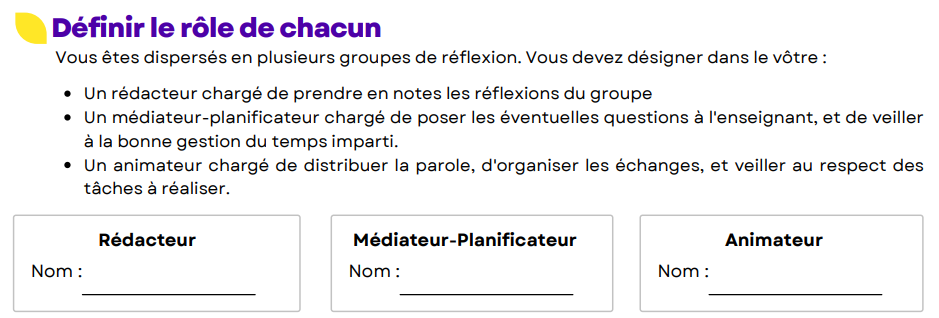 Définir le rôle de chacun
Vous êtes dispersés en plusieurs groupes de réflexion. Vous devez désigner dans le vôtre :
• Un rédacteur chargé de prendre en notes les réflexions du groupe
• Un médiateur-planificateur chargé de poser les éventuelles questions à l'enseignant, et de veiller
à la bonne gestion du temps imparti.
• Un animateur chargé de distribuer la parole, d'organiser les échanges, et veiller au respect des
tâches à réaliser.
Rédacteur
Nom :
Médiateur-Planificateur
Nom :
Animateur
Nom :